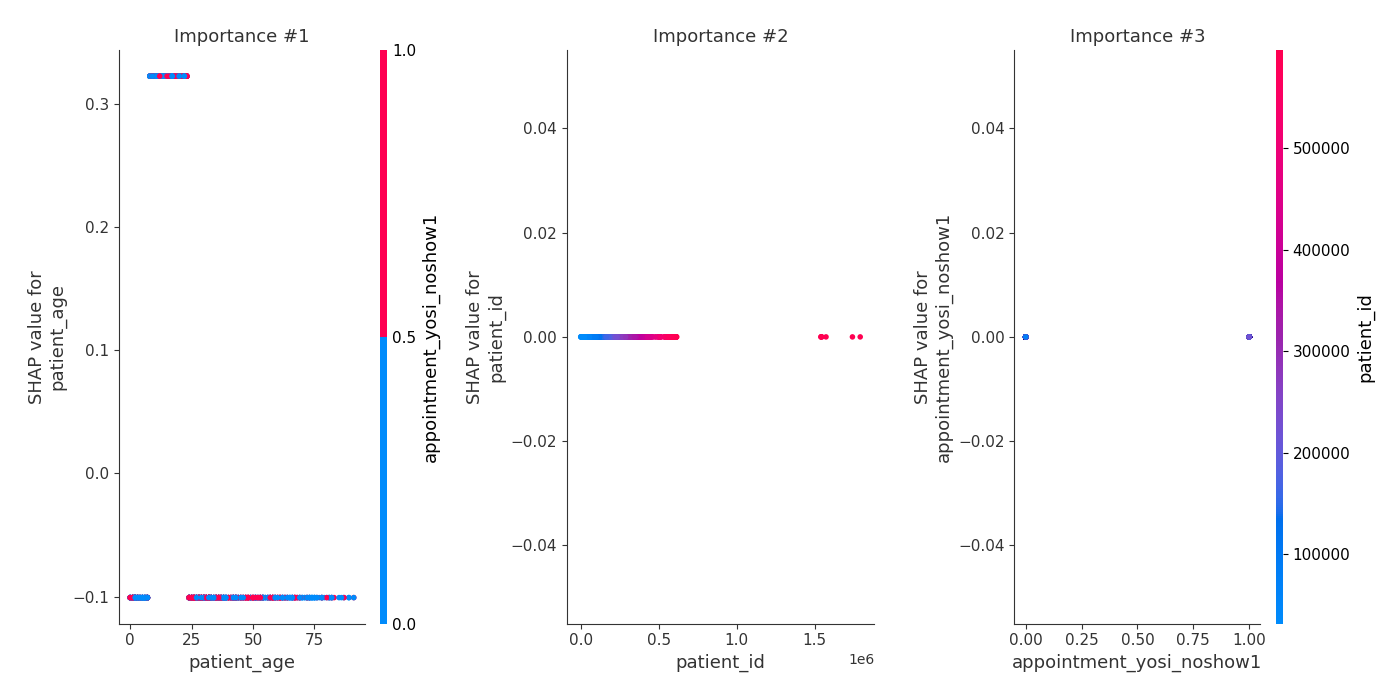 Importance #1
Importance #2
Importance #3
SHAP value for
patient_age
0.3
0.2
0.1
0.0
−0.1
0
25
50
75
patient_age
1.0
0.5
0.0
appointment_yosi_noshow1
SHAP value for
patient_id
0.04
0.02
0.00
−0.02
−0.04
0.0
0.5
1.0
1.5
1e6
patient_id
SHAP value for
appointment_yosi_noshow1
0.04
0.02
0.00
−0.02
−0.04
0.00
0.25
0.50
0.75
1.00
appointment_yosi_noshow1
500000
400000
300000
200000
100000
patient_id